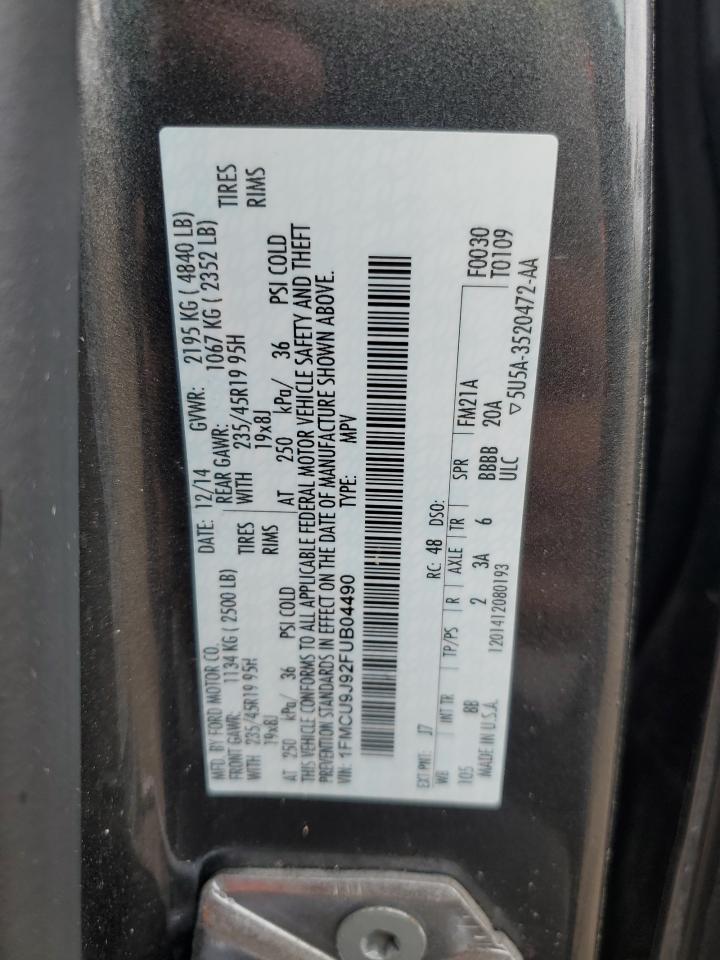 MFD. BY FORD MOTOR CO. DATE: 12/14 GVWR: 2195 KG ( 4840 LB)
FRONT GAWR: 1134 KG ( 2500 LB) REAR GAWR: 1067 KG ( 2352 LB)
WITH 235/45R19 95H TIRES WITH 235/45R19 95H TIRES
19x8J RIMS 19x8J RIMS
AT 250 kPa/ 36 PSI COLD AT 250 kPa/ 36 PSI COLD
THIS VEHICLE CONFORMS TO ALL APPLICABLE FEDERAL MOTOR VEHICLE SAFETY AND THEFT
PREVENTION STANDARDS IN EFFECT ON THE DATE OF MANUFACTURE SHOWN ABOVE.
VIN: 1FMCU9J92FUB04490 TYPE: MPV
EXT PNT: J7 RC: 48 DSO: F0030
WB INT TR TP/PS R AXLE TR SPR FM21A T0109
105 8B 2 3A 6 BBBB 20A
MADE IN U.S.A. 1201412080193 ULC ▽5U5A-3520472-AA